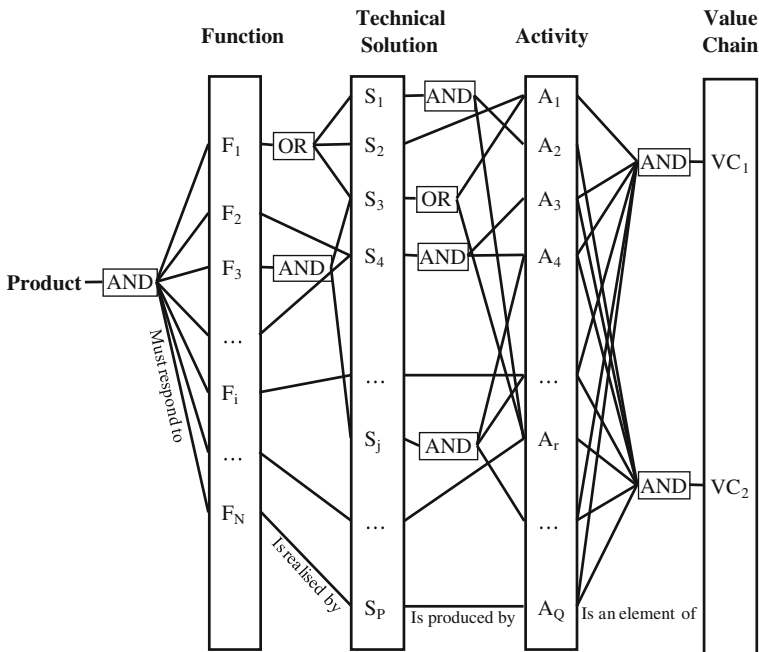 Function
Technical
Solution
Activity
Value
Chain
Product
AND
Must respond to
F1
F2
F3
...
Fi
...
FN
OR
AND
Is realised by
S1
S2
S3
S4
...
Sj
...
SP
AND
OR
AND
AND
Is produced by
A1
A2
A3
A4
...
Ar
...
AQ
AND
AND
Is an element of
VC1
VC2